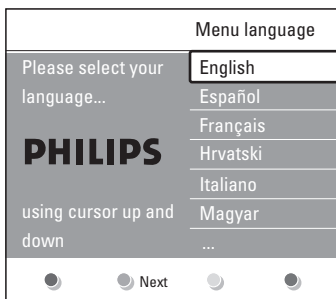 Menu language
Please select your
language...
PHILIPS
using cursor up and
down
English
Español
Français
Hrvatski
Italiano
Magyar
...
Next